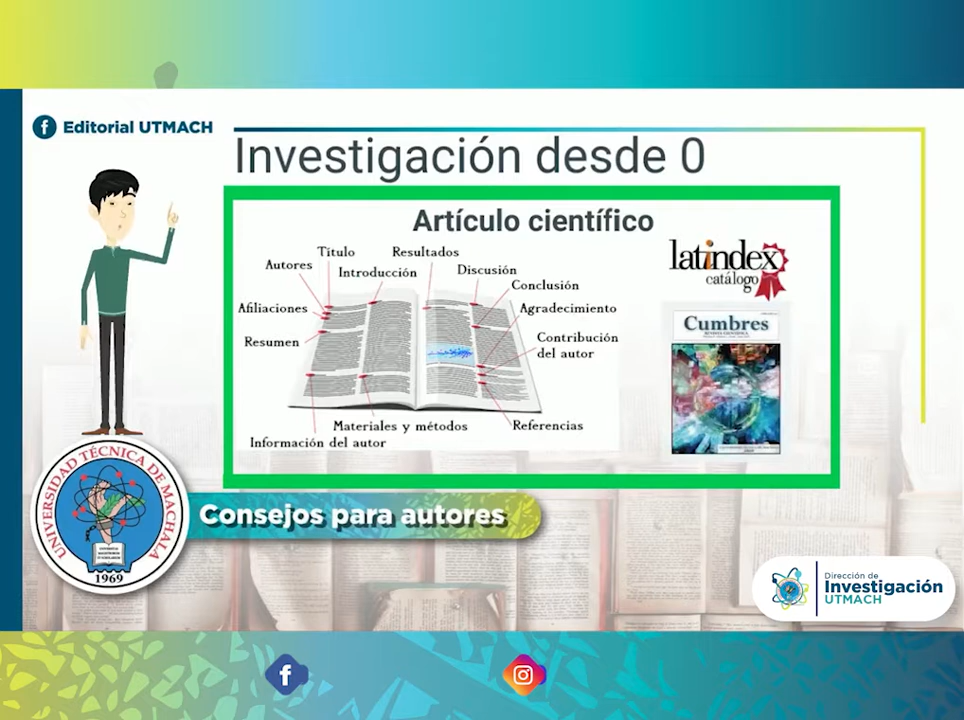 Editorial UTMACH
Investigación desde 0
Artículo científico
Título
Resultados
Autores
Introducción
Discusión
Conclusión
Afiliaciones
Agradecimiento
Resumen
Contribución
del autor
Materiales y métodos
Referencias
Información del autor
latindex
catálogo
Cumbres
UNIVERSIDAD TÉCNICA DE MACHALA
1969
Consejos para autores
Dirección de
Investigación
UTMACH